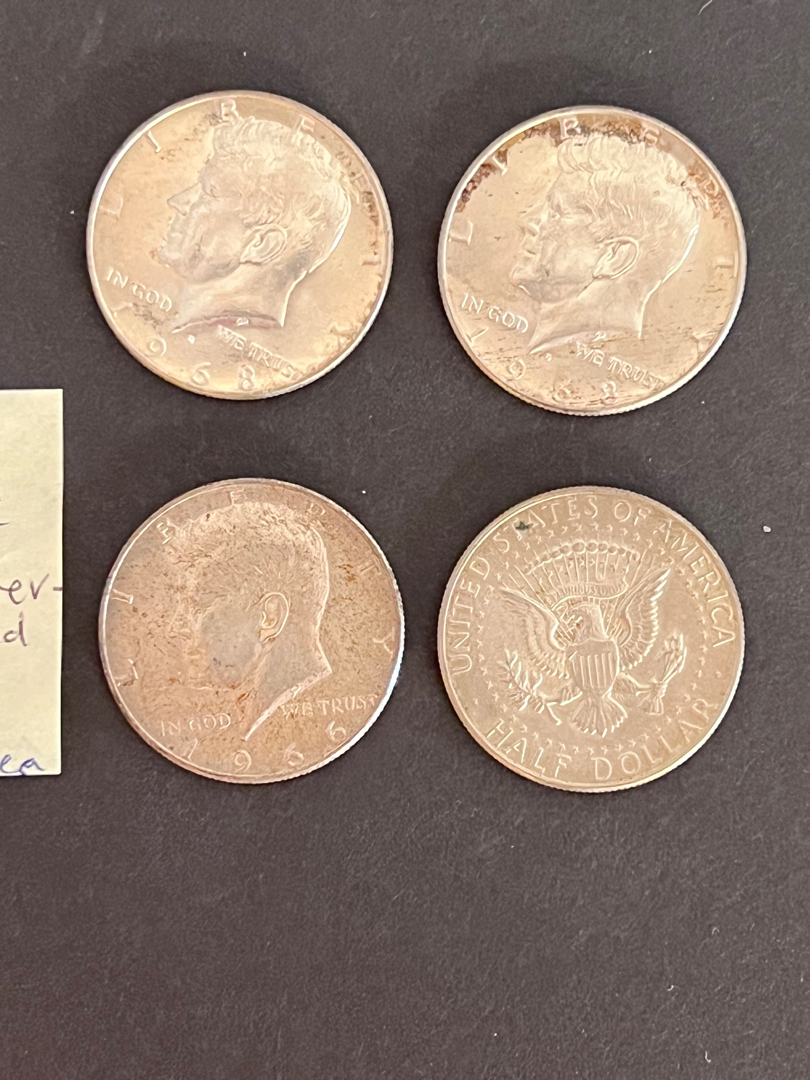 LIBERTY
IN GOD WE TRUST
1968
LIBERTY
IN GOD WE TRUST
1968
er-
d
ea
LIBERTY
IN GOD WE TRUST
1966
UNITED STATES OF AMERICA
HALF DOLLAR